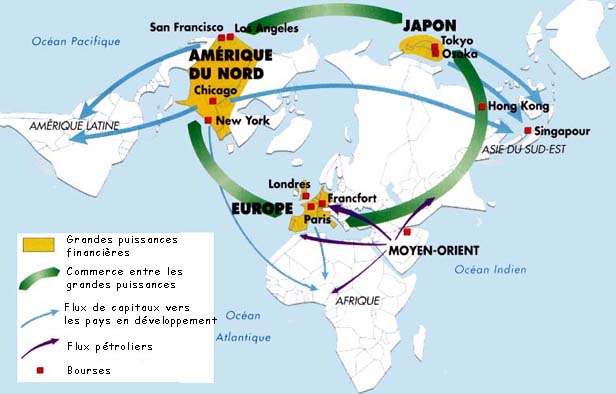 San Francisco
Los Angeles
JAPON
Océan Pacifique
Tokyo
Osaka
AMÉRIQUE
DU NORD
Chicago
Hong Kong
AMÉRIQUE LATINE
New York
Singapour
ASIE DU SUD-EST
Londres
Francfort
EUROPE
Paris
MOYEN-ORIENT
Océan Indien
AFRIQUE
Océan
Atlantique
Grandes puissances
financières
Commerce entre les
grandes puissances
Flux de capitaux vers
les pays en développement
Flux pétroliers
Bourses